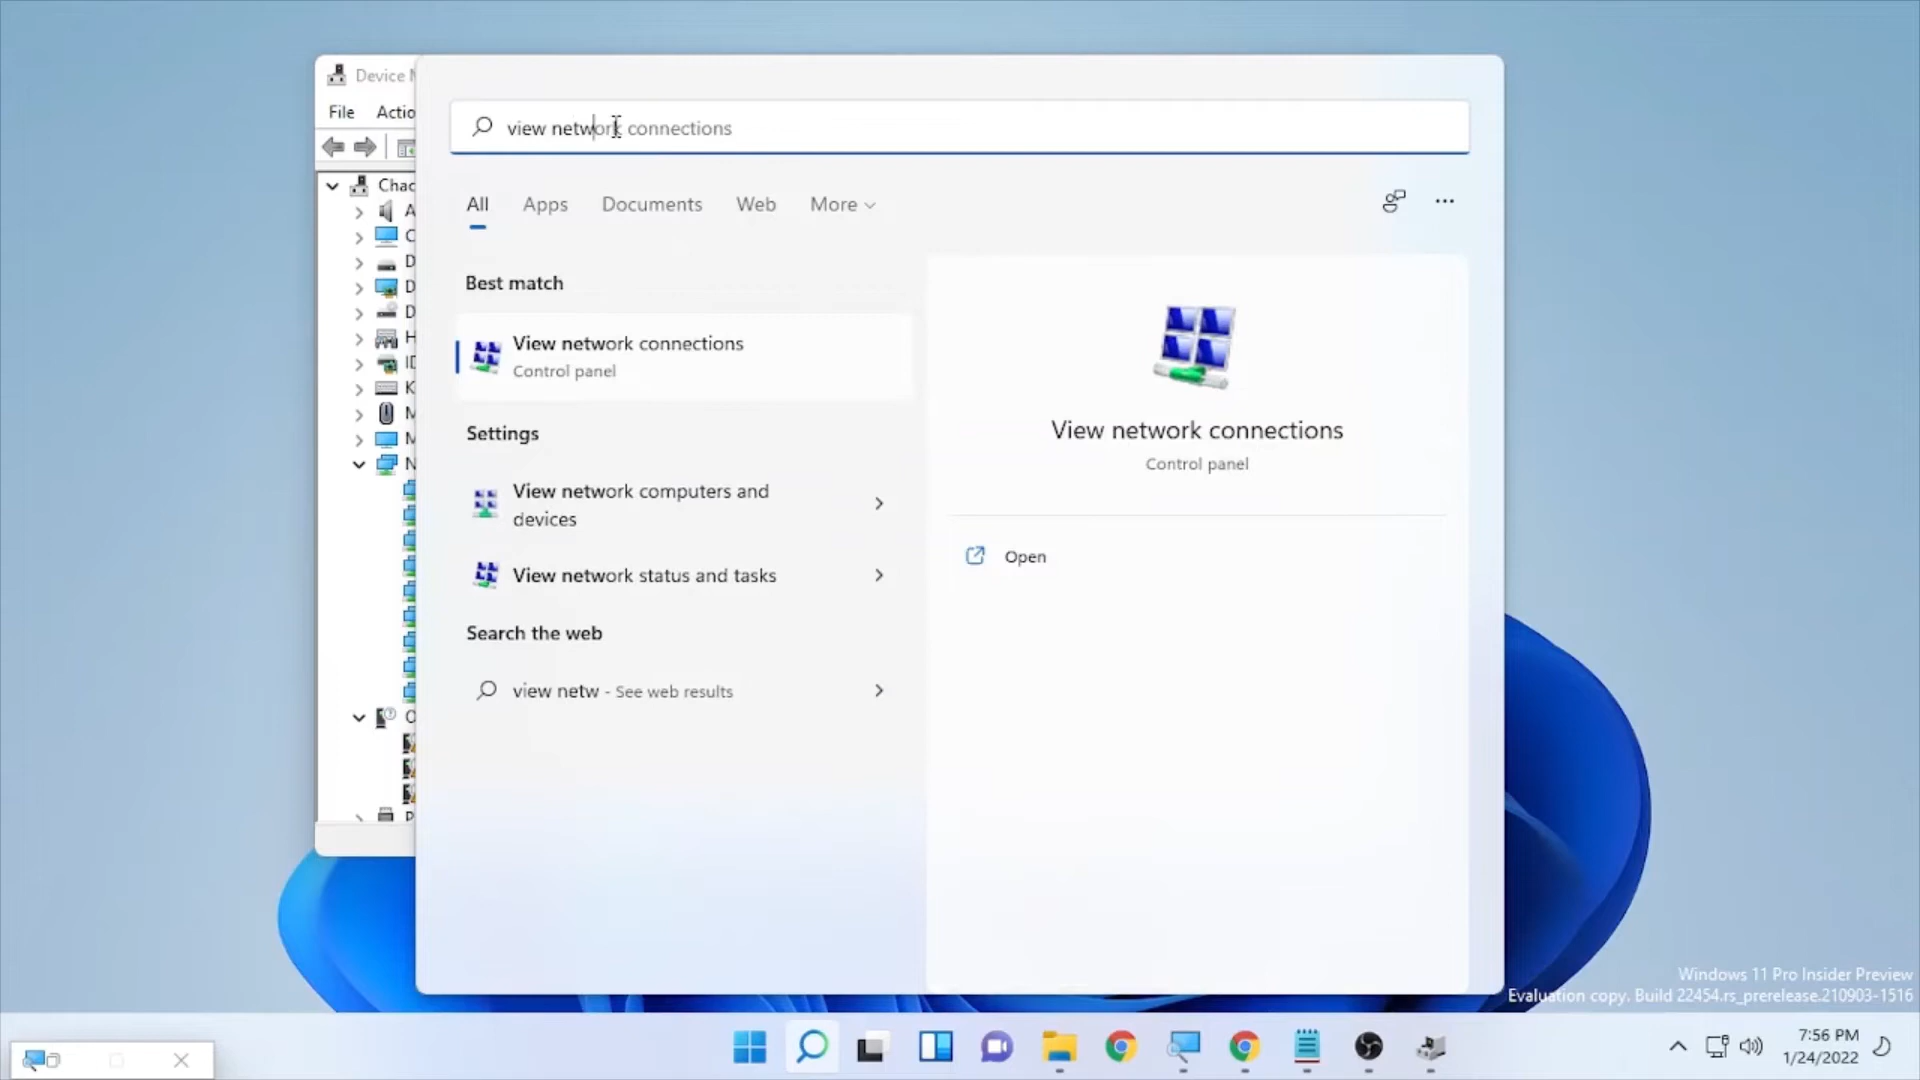 Device M
File Actio
view network connections
Chac
A
C
D
D
D
H
ID
K
M
M
N
O
P
All Apps Documents Web More
Best match
View network connections
Control panel
Settings
View network computers and
devices
View network status and tasks
Search the web
view netw - See web results
View network connections
Control panel
Open
Windows 11 Pro Insider Preview
Evaluation copy. Build 22454.rs_prerelease.210903-1516
7:56 PM
1/24/2022